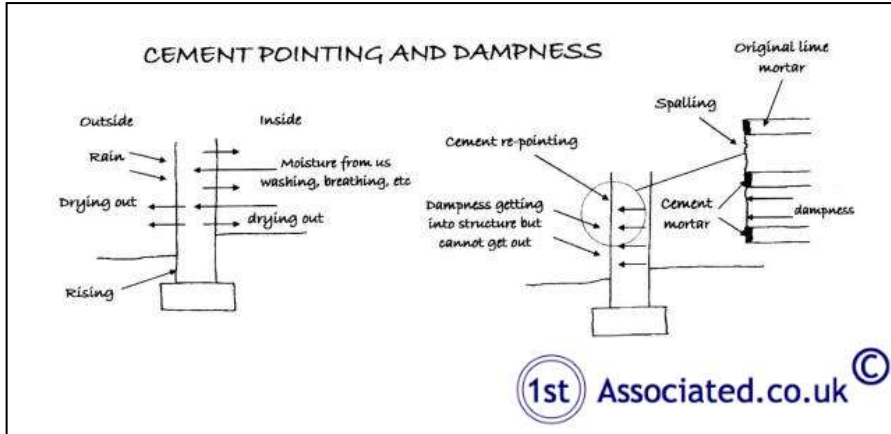 CEMENT POINTING AND DAMPNESS
Outside
Inside
Rain
Moisture from us
washing, breathing, etc
Drying out
drying out
Rising
Original lime
mortar
Spalling
Cement re-pointing
Dampness getting
into structure but
cannot get out
Cement
mortar
dampness
1st Associated.co.uk ©